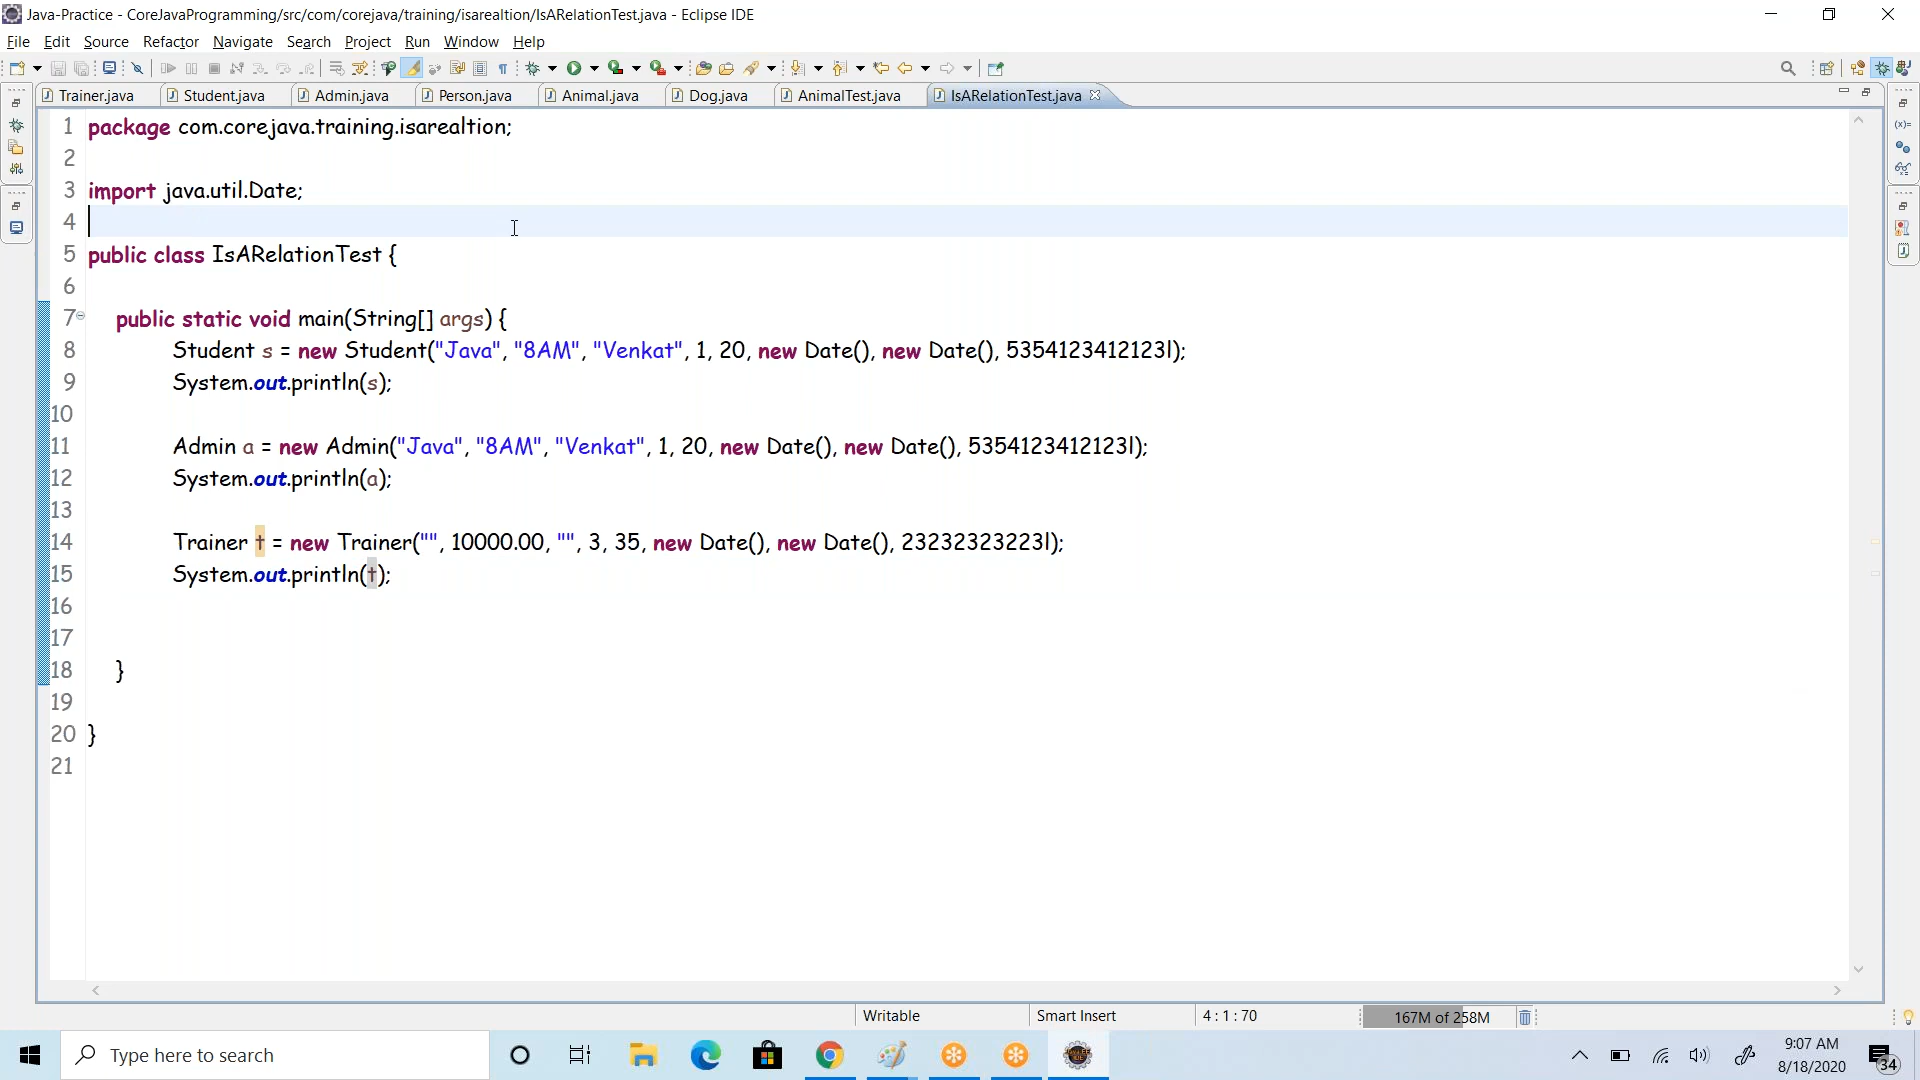 Java-Practice - CoreJavaProgramming/src/com/corejava/training/isarealtion/IsARelationTest.java - Eclipse IDE
File Edit Source Refactor Navigate Search Project Run Window Help
Trainer.java Student.java Admin.java Person.java Animal.java Dog.java AnimalTest.java IsARelationTest.java
1 package com.corejava.training.isarealtion;
2
3 import java.util.Date;
4
5 public class IsARelationTest {
6
7 public static void main(String[] args) {
8 Student s = new Student("Java", "8AM", "Venkat", 1, 20, new Date(), new Date(), 5354123412123l);
9 System.out.println(s);
10
11 Admin a = new Admin("Java", "8AM", "Venkat", 1, 20, new Date(), new Date(), 5354123412123l);
12 System.out.println(a);
13
14 Trainer t = new Trainer("", 10000.00, "", 3, 35, new Date(), new Date(), 23232323223l);
15 System.out.println(t);
16
17
18 }
19
20 }
21
Writable Smart Insert 4 : 1 : 70 167M of 258M
Type here to search
9:07 AM
8/18/2020
34